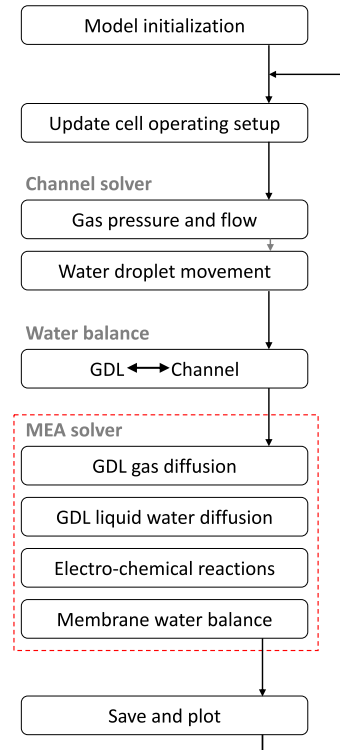 Model initialization
Update cell operating setup
Channel solver
Gas pressure and flow
Water droplet movement
Water balance
GDL Channel
MEA solver
GDL gas diffusion
GDL liquid water diffusion
Electro-chemical reactions
Membrane water balance
Save and plot